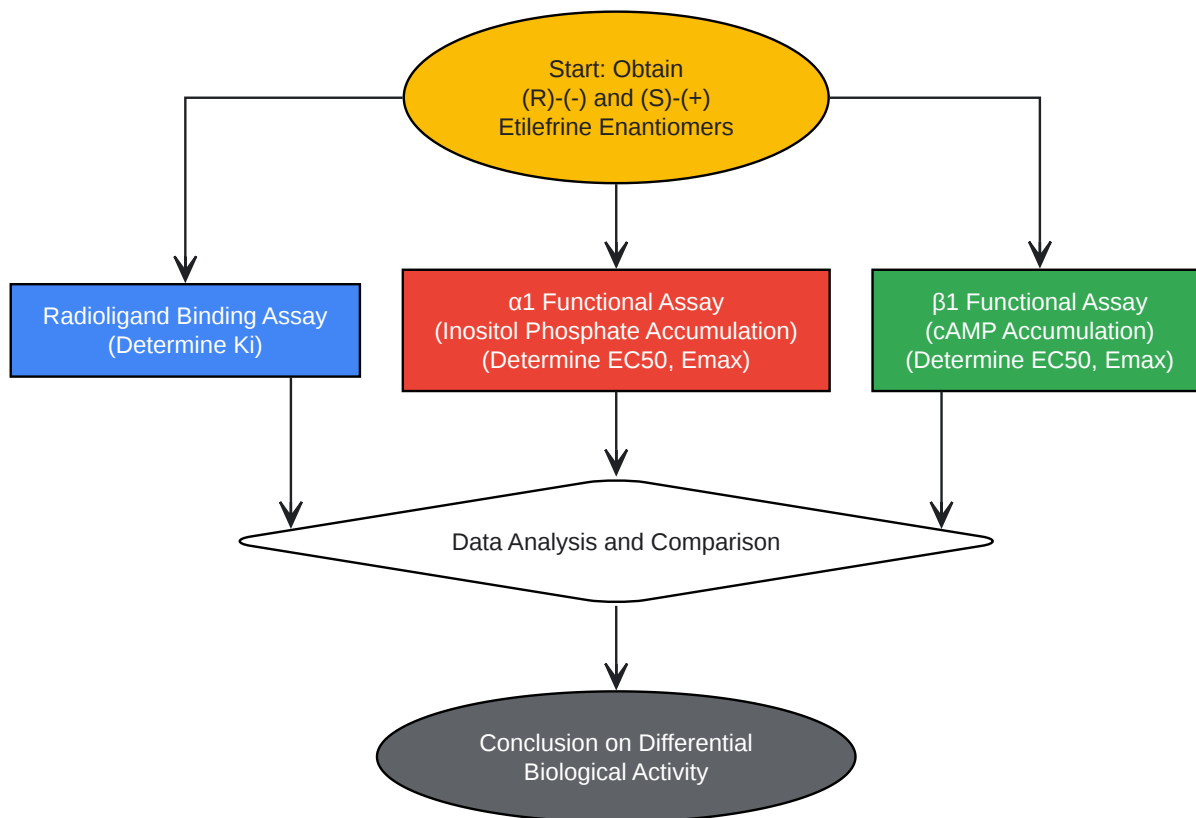 Start: Obtain
(R)-(-) and (S)-(+)
Etilefrine Enantiomers
Radioligand Binding Assay
(Determine Ki)
α1 Functional Assay
(Inositol Phosphate Accumulation)
(Determine EC50, Emax)
β1 Functional Assay
(cAMP Accumulation)
(Determine EC50, Emax)
Data Analysis and Comparison
Conclusion on Differential
Biological Activity